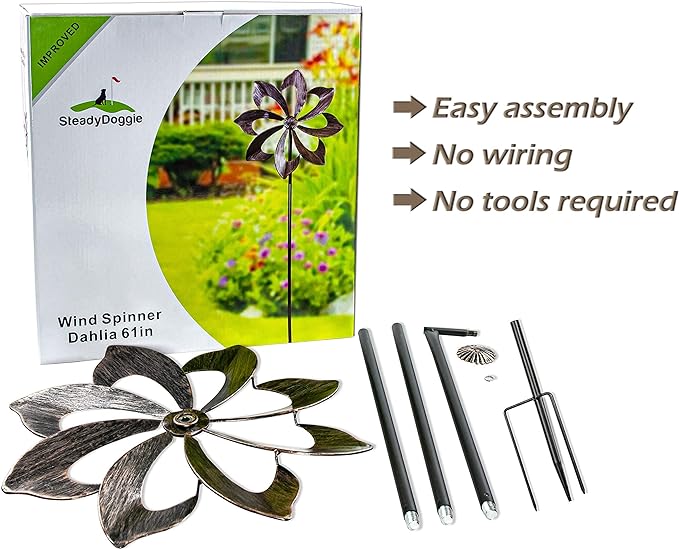 IMPROVED
SteadyDoggie
Easy assembly
No wiring
No tools required
Wind Spinner
Dahlia 61in